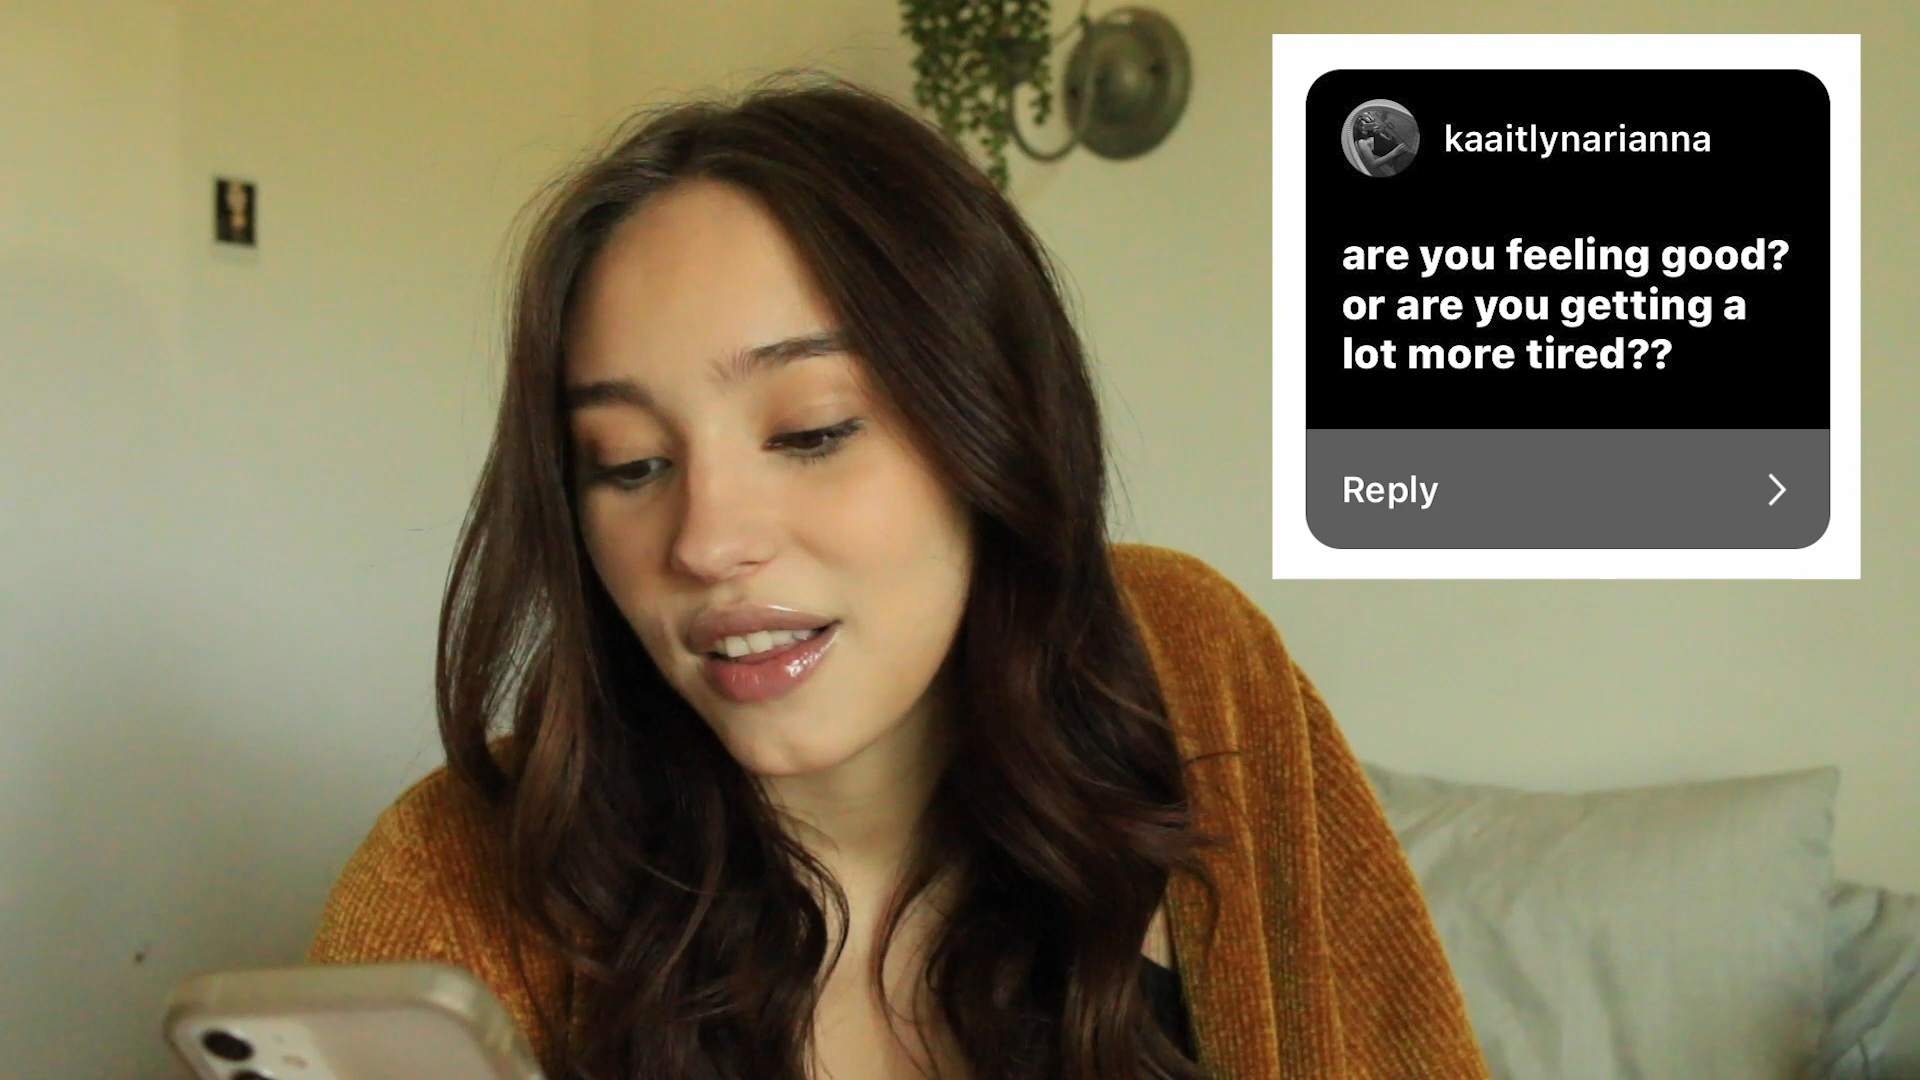 kaaitlynarianna
are you feeling good?
or are you getting a
lot more tired??
Reply